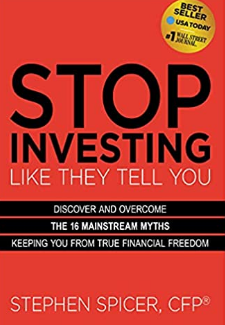 BEST
SELLER
USA TODAY
#1 WALL STREET
JOURNAL
STOP
INVESTING
LIKE THEY TELL YOU
DISCOVER AND OVERCOME
THE 16 MAINSTREAM MYTHS
KEEPING YOU FROM TRUE FINANCIAL FREEDOM
STEPHEN SPICER, CFP®